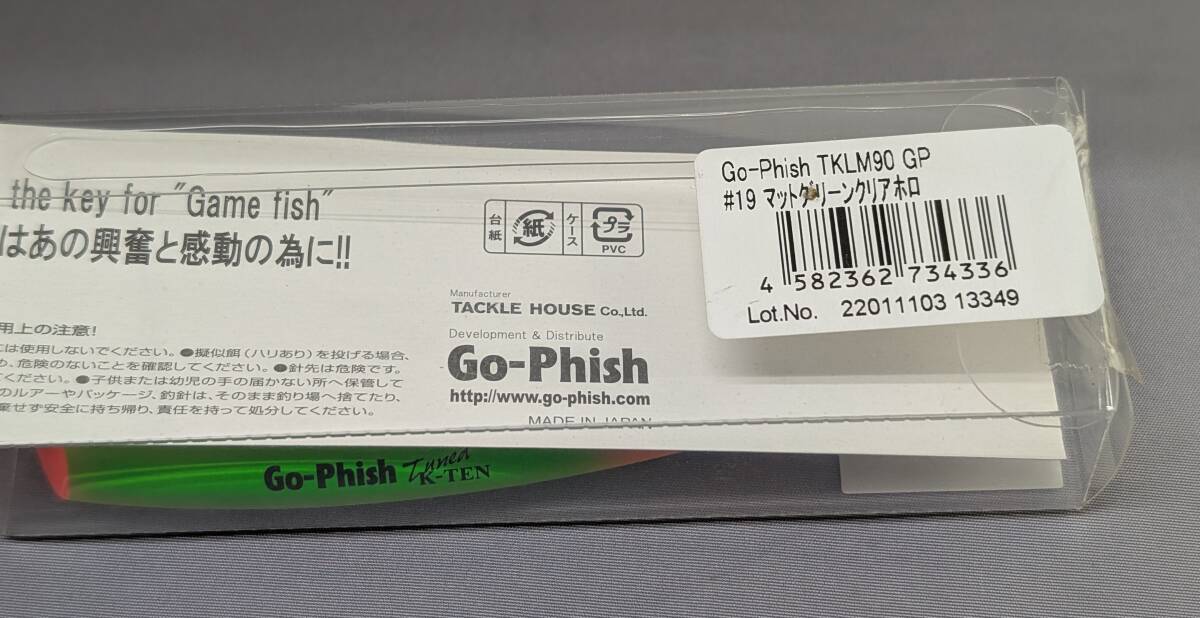 the key for "Game fish"
はあの興奮と感動の為に!!
台紙
紙
ケース
プラ
PVC
Go-Phish TKLM90 GP
#19 マットグリーンクリアホロ
4 582362 734336
Lot.No. 22011103 13349
Manufacturer
TACKLE HOUSE Co.,Ltd.
Development & Distribute
Go-Phish
http://www.go-phish.com
MADE IN JAPAN
用上の注意!
には使用しないでください。●擬似餌(ハリあり)を投げる場合、
め、危険のないことを確認してください。●針先は危険です。
ください。●子供または幼児の手の届かない所へ保管して
のルアーやパッケージ、釣針は、そのまま釣り場へ捨てたり、
棄せず安全に持ち帰り、責任を持って処分してください。
Go-Phish Tuned K-TEN